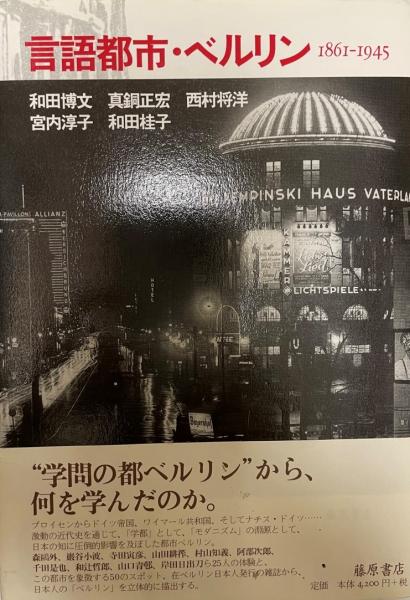 言語都市・ベルリン 1861-1945
和田博文 真銅正宏 西村将洋
宮内淳子 和田桂子
KEMPINSKI HAUS VATERLAND
PAVILLON ALLIANZ
KAMMER
LICHTSPIELE
HOTEL
Bayernhof
“学問の都ベルリン”から、
何を学んだのか。
プロイセンからドイツ帝国、ワイマール共和国、そしてナチス・ドイツ……
激動の近代史を通じて、「学都」として、「モダニズム」の淵源として、
日本の知に圧倒的影響を及ぼした都市ベルリン。
森鷗外、巖谷小波、寺田寅彦、山田耕筰、村山知義、阿部次郎、
千田是也、和辻哲郎、山口青邨、岸田日出刀ら25人の体験と、
この都市を象徴する50のスポット、在ベルリン日本人発行の雑誌から、
日本人の「ベルリン」を立体的に描出する。
藤原書店
定価 本体4,200円+税